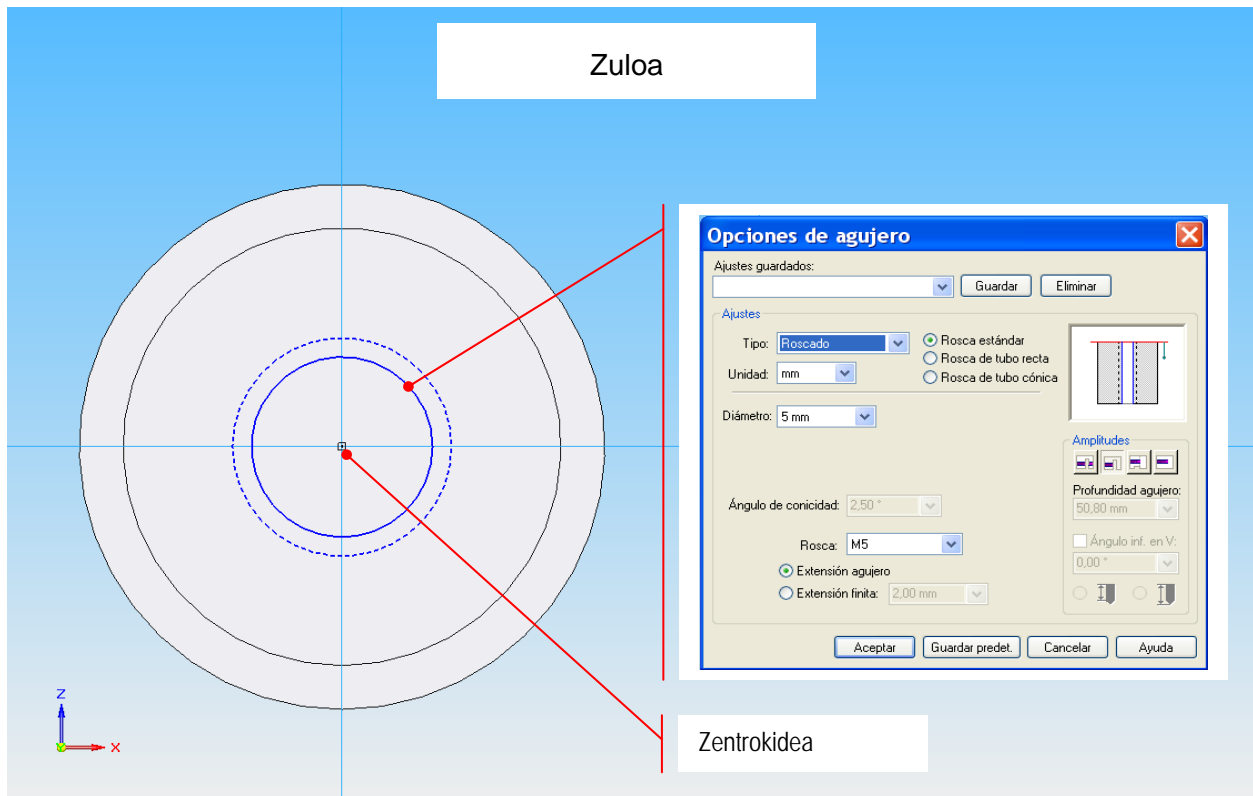 Zuloa
Opciones de agujero
Ajustes guardados:
Guardar
Eliminar
Ajustes
Tipo: Roscado
Rosca estándar
Rosca de tubo recta
Rosca de tubo cónica
Unidad: mm
Diámetro: 5 mm
Amplitudes
Profundidad agujero:
50,80 mm
Ángulo de conicidad: 2,50 °
Rosca: M5
Ángulo inf. en V:
0,00 °
Extensión agujero
Extensión finita: 2,00 mm
Aceptar
Guardar predet.
Cancelar
Ayuda
Zentrokidea
Z
X